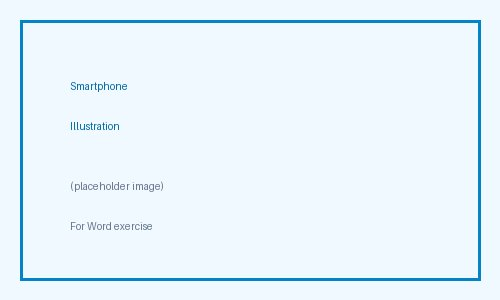 Smartphone
Illustration
(placeholder image)
For Word exercise